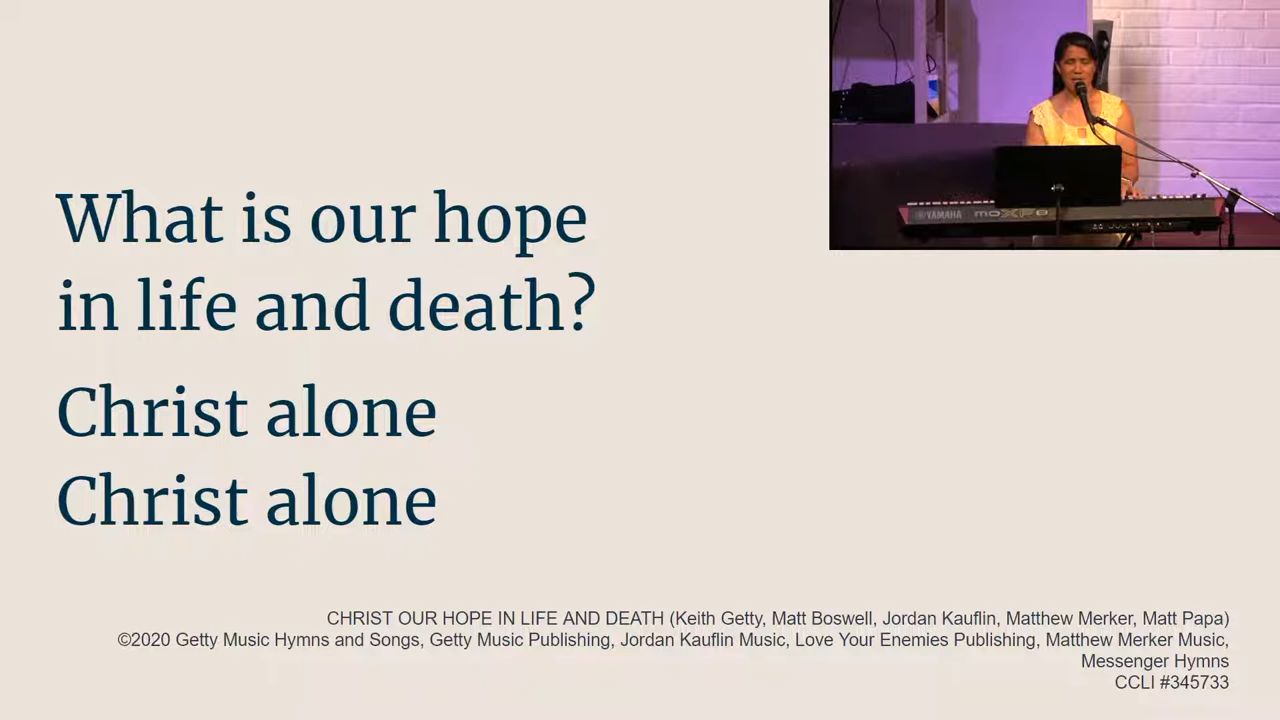 What is our hope
in life and death?
Christ alone
Christ alone
YAMAHA MOXF8
CHRIST OUR HOPE IN LIFE AND DEATH (Keith Getty, Matt Boswell, Jordan Kauflin, Matthew Merker, Matt Papa)
©2020 Getty Music Hymns and Songs, Getty Music Publishing, Jordan Kauflin Music, Love Your Enemies Publishing, Matthew Merker Music,
Messenger Hymns
CCLI #345733